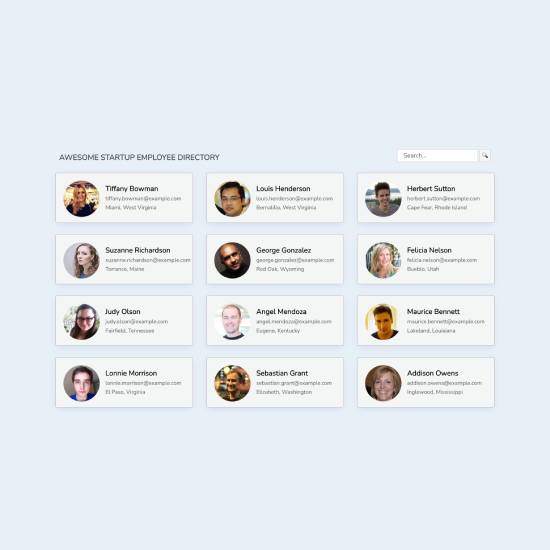 AWESOME STARTUP EMPLOYEE DIRECTORY
Search...
Tiffany Bowman
tiffany.bowman@example.com
Miami, West Virginia
Louis Henderson
louis.henderson@example.com
Bernalillo, West Virginia
Herbert Sutton
herbert.sutton@example.com
Cape Fear, Rhode Island
Suzanne Richardson
suzanne.richardson@example.com
Torrance, Maine
George Gonzalez
george.gonzalez@example.com
Red Oak, Wyoming
Felicia Nelson
felicia.nelson@example.com
Bueblo, Utah
Judy Olson
judy.olson@example.com
Fairfield, Tennessee
Angel Mendoza
angel.mendoza@example.com
Eugene, Kentucky
Maurice Bennett
maurice.bennett@example.com
Lakeland, Louisiana
Lonnie Morrison
lonnie.morrison@example.com
El Paso, Virginia
Sebastian Grant
sebastian.grant@example.com
Elizabeth, Washington
Addison Owens
addison.owens@example.com
Inglewood, Mississippi